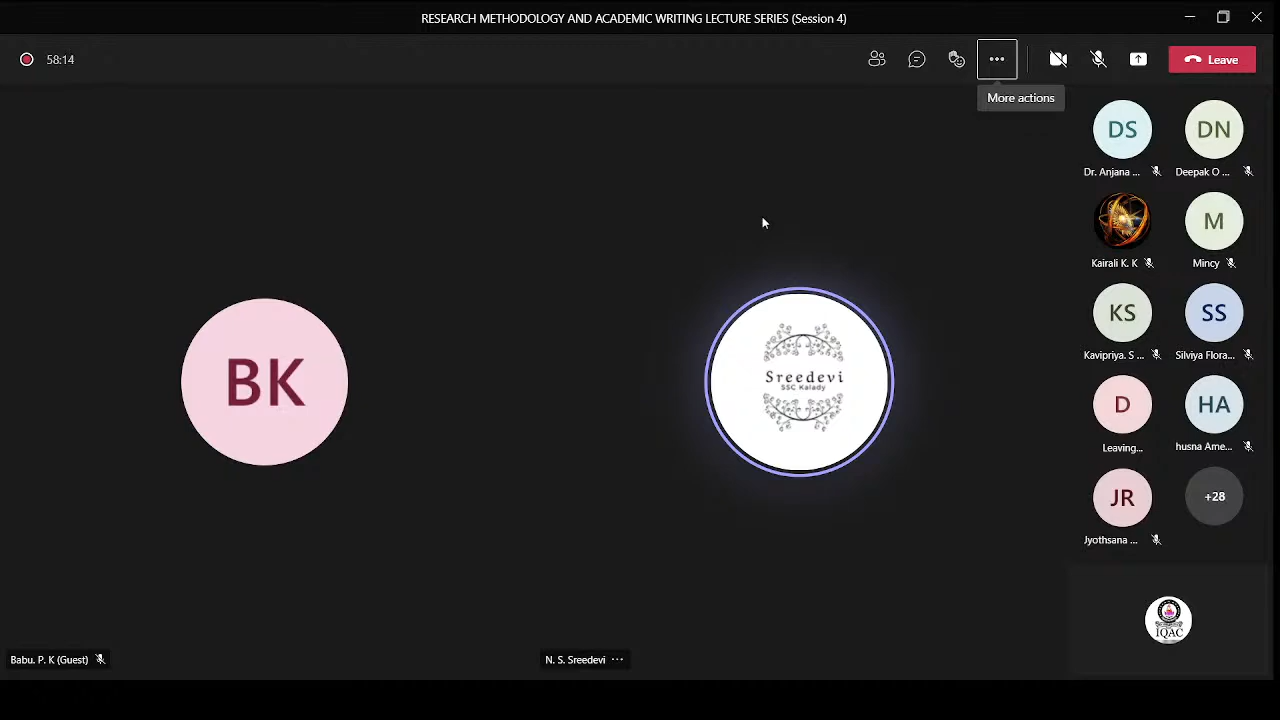 RESEARCH METHODOLOGY AND ACADEMIC WRITING LECTURE SERIES (Session 4)
58:14
Leave
More actions
DS
DN
Dr. Anjana ...
Deepak O ...
M
Kairali K. K
Mincy
KS
SS
Kavipriya. S ...
Silviya Flora...
D
HA
Leaving...
husna Ame...
JR
+28
Jyothsana ...
BK
Sreedevi
SSC Kalady
IQAC
Babu. P. K (Guest)
N. S. Sreedevi